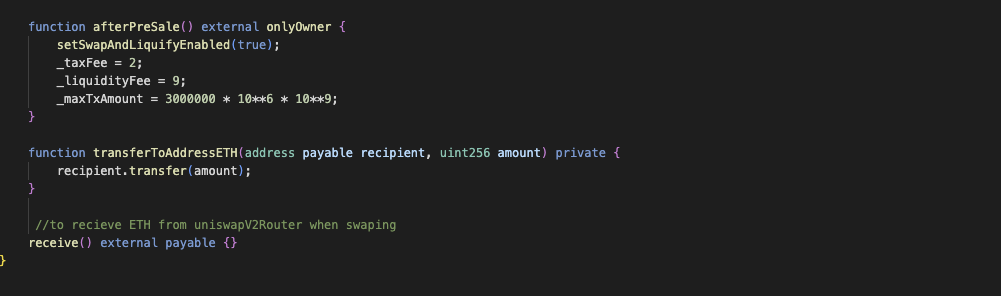 function afterPreSale() external onlyOwner {
setSwapAndLiquifyEnabled(true);
_taxFee = 2;
_liquidityFee = 9;
_maxTxAmount = 3000000 * 10**6 * 10**9;
}
function transferToAddressETH(address payable recipient, uint256 amount) private {
recipient.transfer(amount);
}
//to recieve ETH from uniswapV2Router when swaping
receive() external payable {}
}